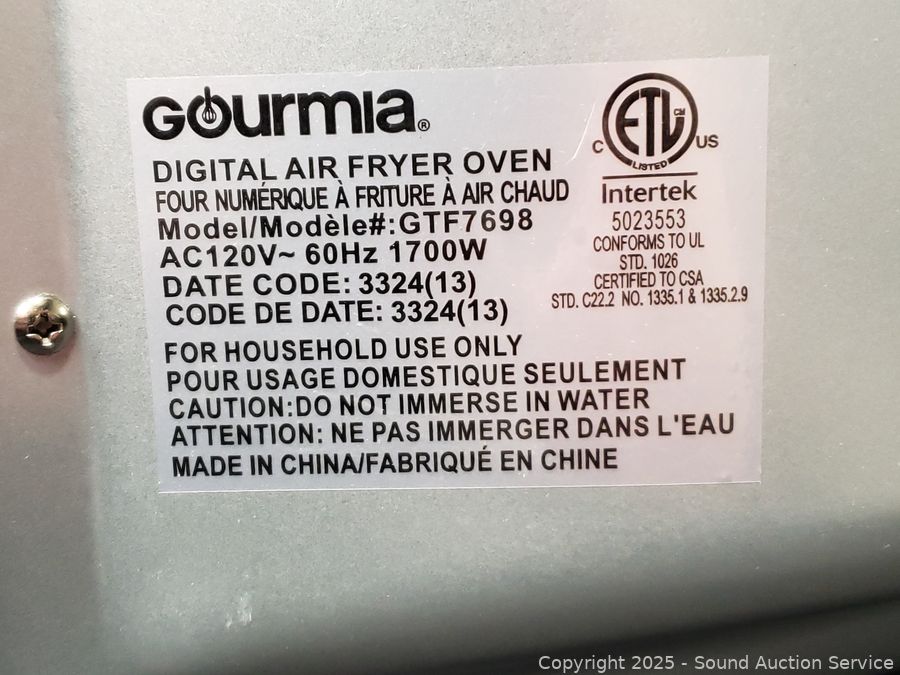 Gourmia®
DIGITAL AIR FRYER OVEN
FOUR NUMÉRIQUE À FRITURE À AIR CHAUD
Model/Modèle#:GTF7698
AC120V~ 60Hz 1700W
DATE CODE: 3324(13)
CODE DE DATE: 3324(13)
FOR HOUSEHOLD USE ONLY
POUR USAGE DOMESTIQUE SEULEMENT
CAUTION:DO NOT IMMERSE IN WATER
ATTENTION: NE PAS IMMERGER DANS L'EAU
MADE IN CHINA/FABRIQUÉ EN CHINE
ETL CM
C US
LISTED
Intertek
5023553
CONFORMS TO UL
STD. 1026
CERTIFIED TO CSA
STD. C22.2 NO. 1335.1 & 1335.2.9
Copyright 2025 - Sound Auction Service